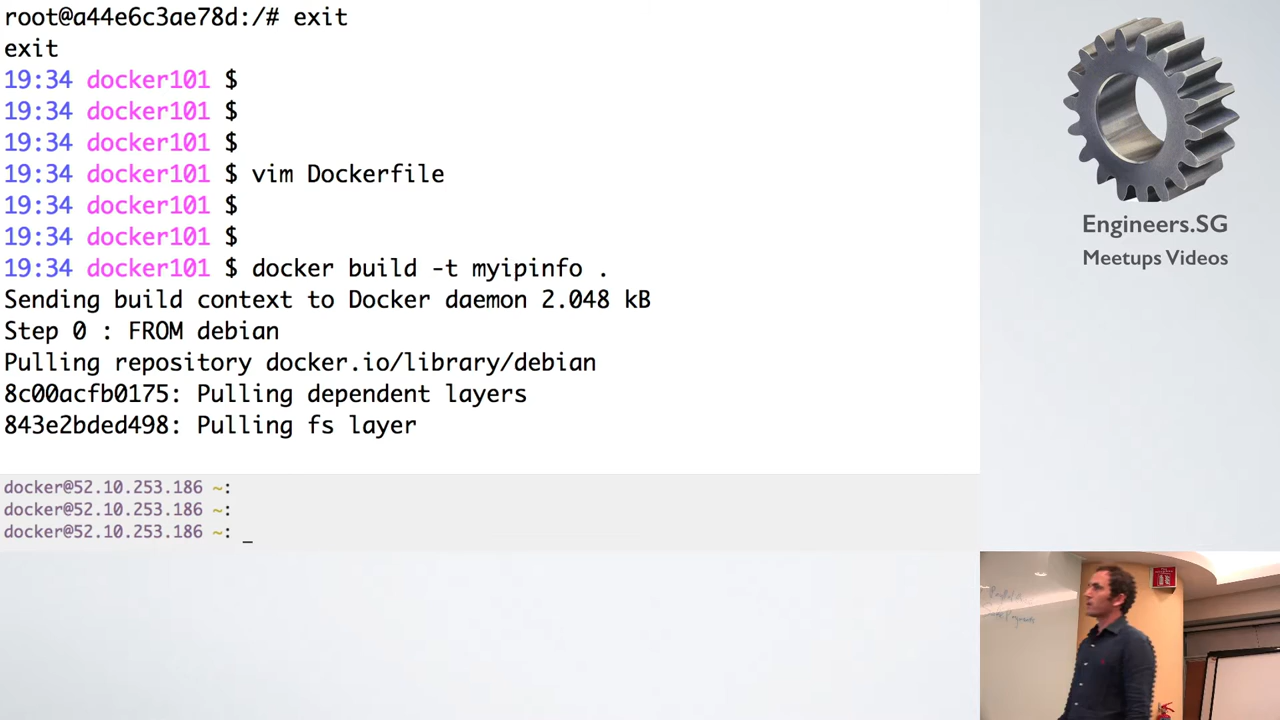 root@a44e6c3ae78d:/# exit
exit
19:34 docker101 $
19:34 docker101 $
19:34 docker101 $
19:34 docker101 $ vim Dockerfile
19:34 docker101 $
19:34 docker101 $
19:34 docker101 $ docker build -t myipinfo .
Sending build context to Docker daemon 2.048 kB
Step 0 : FROM debian
Pulling repository docker.io/library/debian
8c00acfb0175: Pulling dependent layers
843e2bded498: Pulling fs layer
docker@52.10.253.186 ~:
docker@52.10.253.186 ~:
docker@52.10.253.186 ~: _
Engineers.SG
Meetups Videos